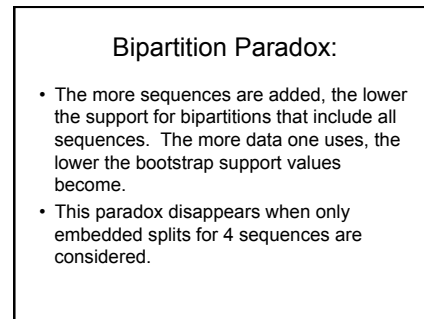 Bipartition Paradox:
• The more sequences are added, the lower
the support for bipartitions that include all
sequences. The more data one uses, the
lower the bootstrap support values
become.
• This paradox disappears when only
embedded splits for 4 sequences are
considered.